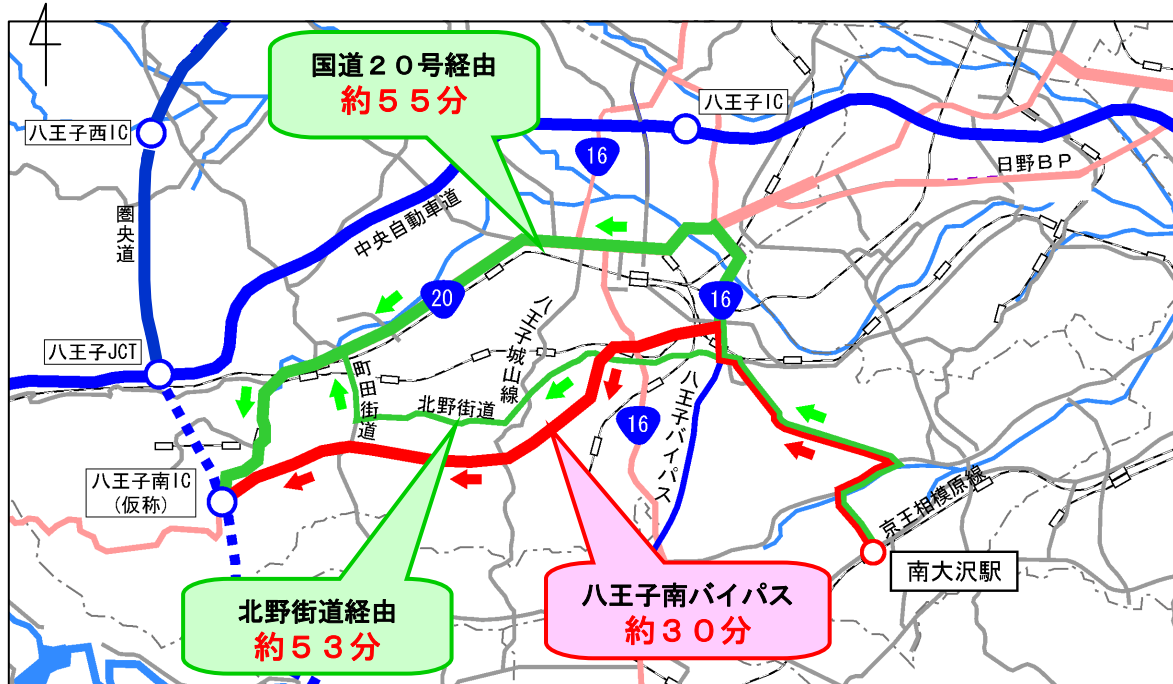 国道２０号経由
約５５分
八王子IC
八王子西IC
16
日野ＢＰ
圏央道
中央自動車道
20
16
八王子城山線
八王子JCT
町田街道
北野街道
16
八王子バイパス
八王子南IC
(仮称)
京王相模原線
南大沢駅
北野街道経由
約５３分
八王子南バイパス
約３０分